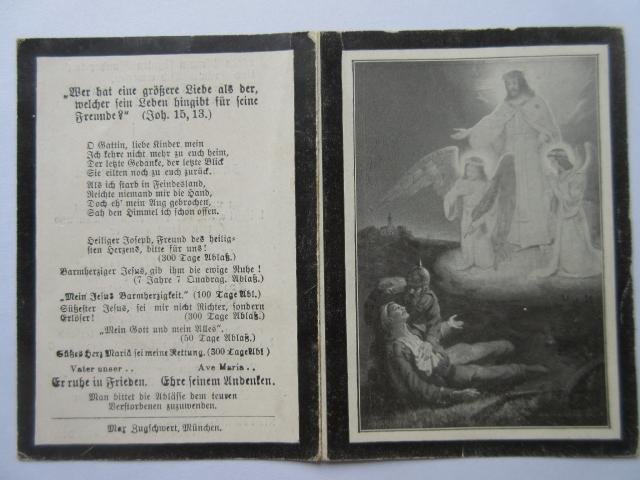 „Wer hat eine größere Liebe als der,
welcher sein Leben hingibt für seine
Freunde?“ (Joh. 15, 13.)
O Gattin, liebe Kinder mein
Ich kehre nicht mehr zu euch heim,
Der letzte Gedanke, der letzte Blick
Sie eilten noch zu euch zurück.
Als ich starb in Feindesland,
Reichte niemand mir die Hand,
Doch eh' mein Aug gebrochen,
Sah den Himmel ich schon offen.
Heiliger Joseph, Freund des heilig-
sten Herzens, bitte für uns!
(300 Tage Ablaß.)
Barmherziger Jesus, gib ihm die ewige Ruhe!
(7 Jahre 7 Quadrag. Ablaß.)
„Mein Jesus Barmherzigkeit." (100 Tage Abl.)
Süßester Jesus, sei mir nicht Richter, sondern
Erlöser! (300 Tage Ablaß.)
„Mein Gott und mein Alles".
(50 Tage Ablaß.)
Süßes Herz Mariä sei meine Rettung. (300 Tage Abl)
Vater unser .. Ave Maria ..
Er ruhe in Frieden. Ehre seinem Andenken.
Man bittet die Ablässe dem teuren
Verstorbenen zuzuwenden.
Max Zugschwert, München.